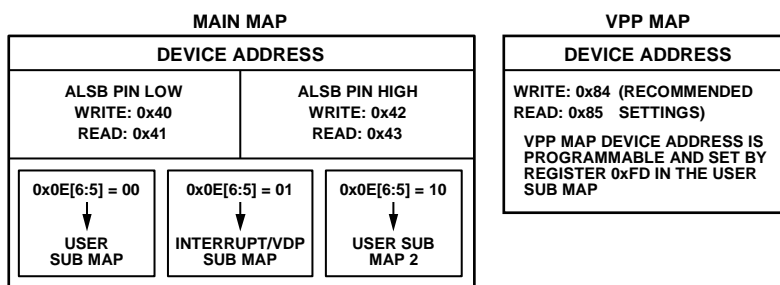 MAIN MAP
DEVICE ADDRESS
ALSB PIN LOW
WRITE: 0x40
READ: 0x41
ALSB PIN HIGH
WRITE: 0x42
READ: 0x43
0x0E[6:5] = 00
USER
SUB MAP
0x0E[6:5] = 01
INTERRUPT/VDP
SUB MAP
0x0E[6:5] = 10
USER SUB
MAP 2
VPP MAP
DEVICE ADDRESS
WRITE: 0x84 (RECOMMENDED
READ: 0x85 SETTINGS)
VPP MAP DEVICE ADDRESS IS
PROGRAMMABLE AND SET BY
REGISTER 0xFD IN THE USER
SUB MAP